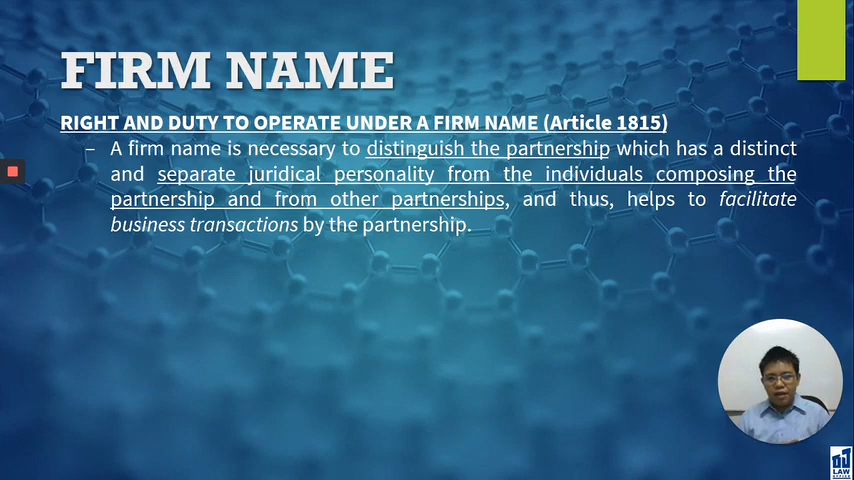 FIRM NAME
RIGHT AND DUTY TO OPERATE UNDER A FIRM NAME (Article 1815)
– A firm name is necessary to distinguish the partnership which has a distinct
and separate juridical personality from the individuals composing the
partnership and from other partnerships, and thus, helps to facilitate
business transactions by the partnership.
LAW